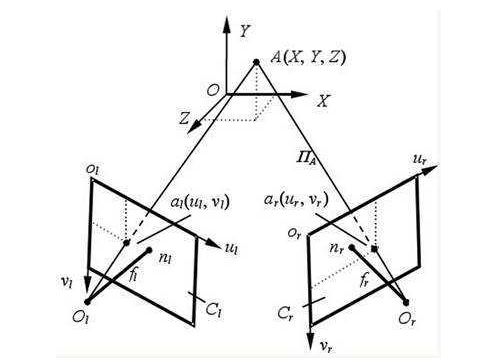 Y
A(X, Y, Z)
O
X
Z
Π_A
o_l
u_r
a_l(u_l, v_l)
a_r(u_r, v_r)
o_r
u_l
n_r
n_l
v_l
f_l
f_r
O_l
C_l
C_r
O_r
v_r